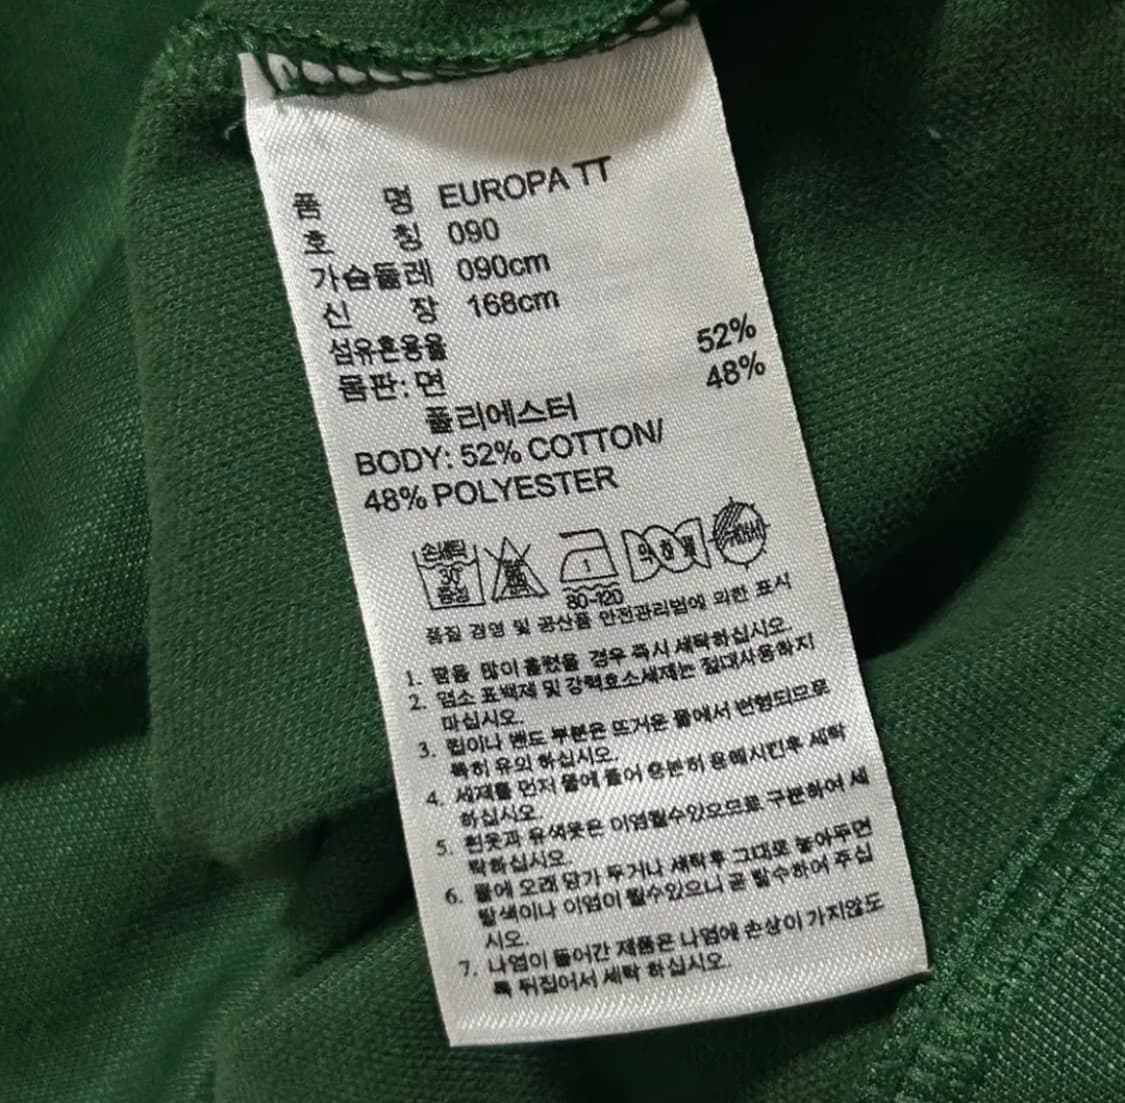 품 명 EUROPA TT
호 칭 090
가슴둘레 090cm
신 장 168cm
섬유혼용율
몸판: 면 52%
폴리에스터 48%
BODY: 52% COTTON/
48% POLYESTER
손세탁 30 중성
1
80-120
약하게
품질 경영 및 공산품 안전관리법에 의한 표시
1. 땀을 많이 흘렸을 경우 즉시 세탁하십시오.
2. 염소 표백제 및 강력효소세제는 절대사용하지
마십시오.
3. 립이나 밴드 부분은 뜨거운 물에서 변형되므로
특히 유의 하십시오.
4. 세제를 먼저 물에 풀어 충분히 용해시킨후 세탁
하십시오.
5. 흰옷과 유색옷은 이염될수있으므로 구분하여 세
탁하십시오.
6. 물에 오래 담가 두거나 세탁후 그대로 놓아두면
탈색이나 이염이 될수있으니 곧 탈수하여 주십
시오.
7. 나염이 들어간 제품은 나염에 손상이 가지않도
록 뒤집어서 세탁 하십시오.